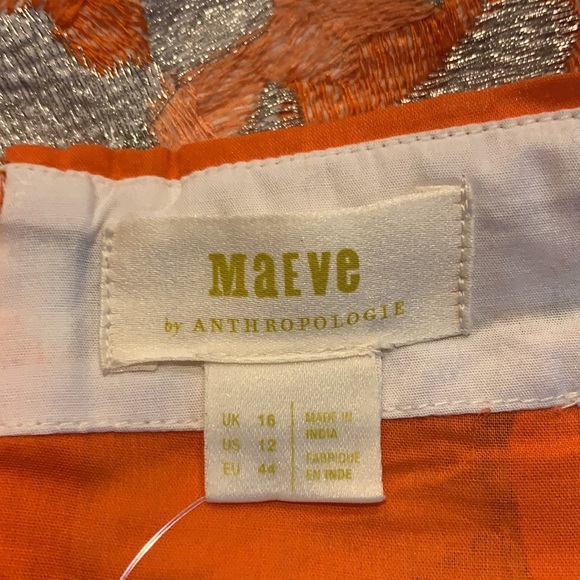 MaEve
by ANTHROPOLOGIE
UK 16
US 12
EU 44
MADE IN
INDIA
FABRIQUE
EN INDE